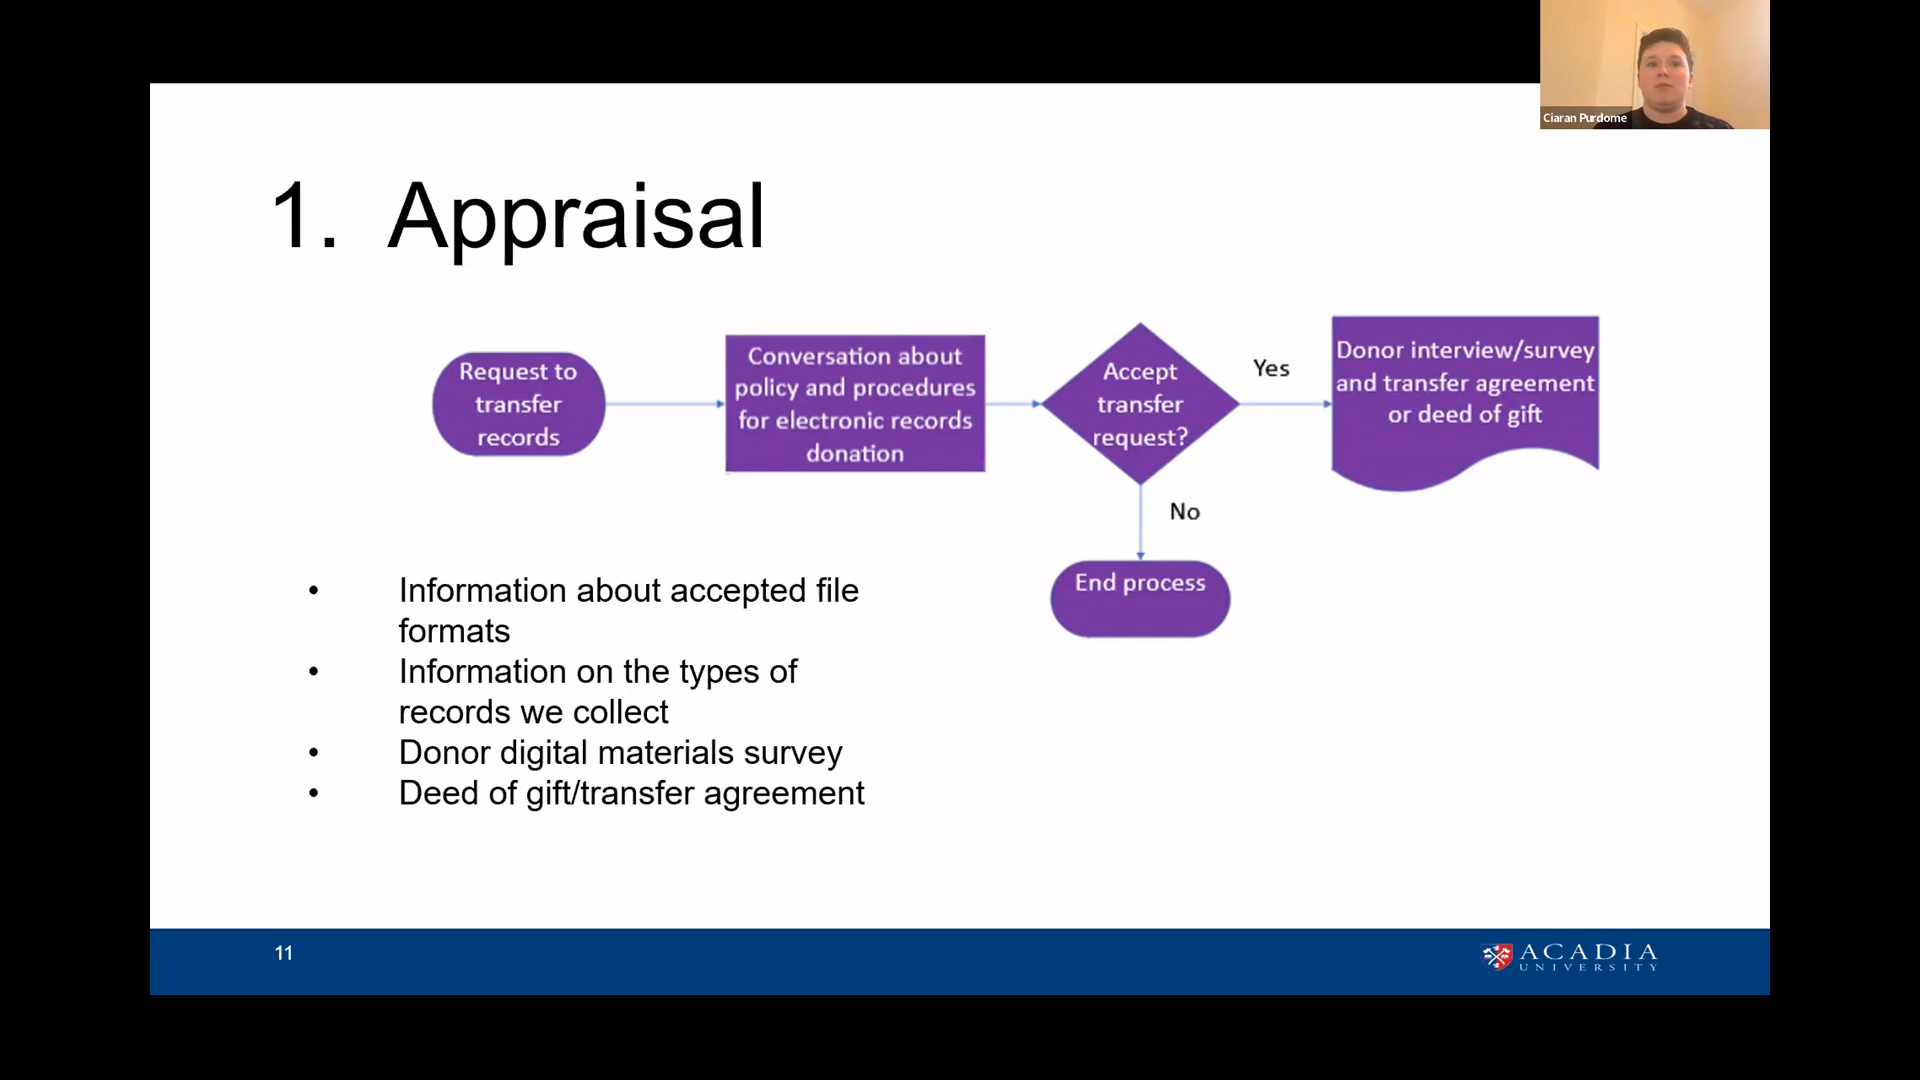 Ciaran Purdome
1. Appraisal
Request to
transfer
records
Conversation about
policy and procedures
for electronic records
donation
Accept
transfer
request?
Yes
Donor interview/survey
and transfer agreement
or deed of gift
No
End process
• Information about accepted file
formats
• Information on the types of
records we collect
• Donor digital materials survey
• Deed of gift/transfer agreement
11
ACADIA
UNIVERSITY